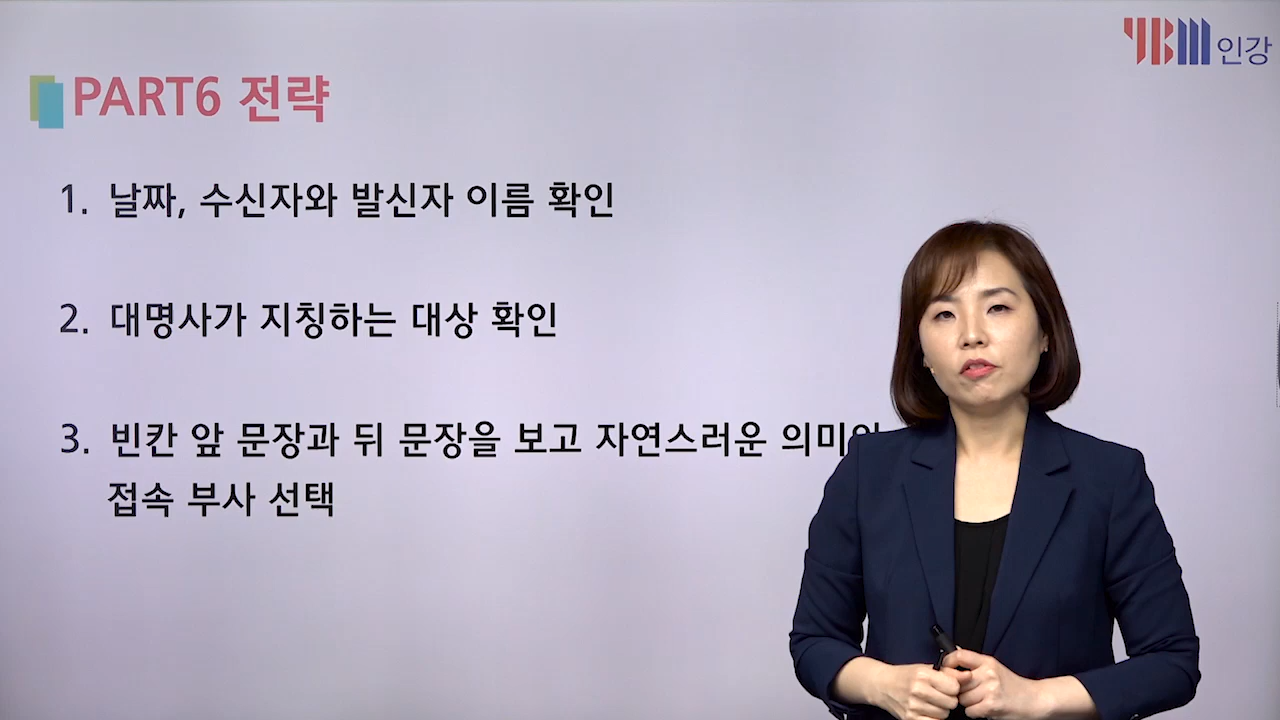 YBM 인강
PART6 전략
1. 날짜, 수신자와 발신자 이름 확인
2. 대명사가 지칭하는 대상 확인
3. 빈칸 앞 문장과 뒤 문장을 보고 자연스러운
접속 부사 선택